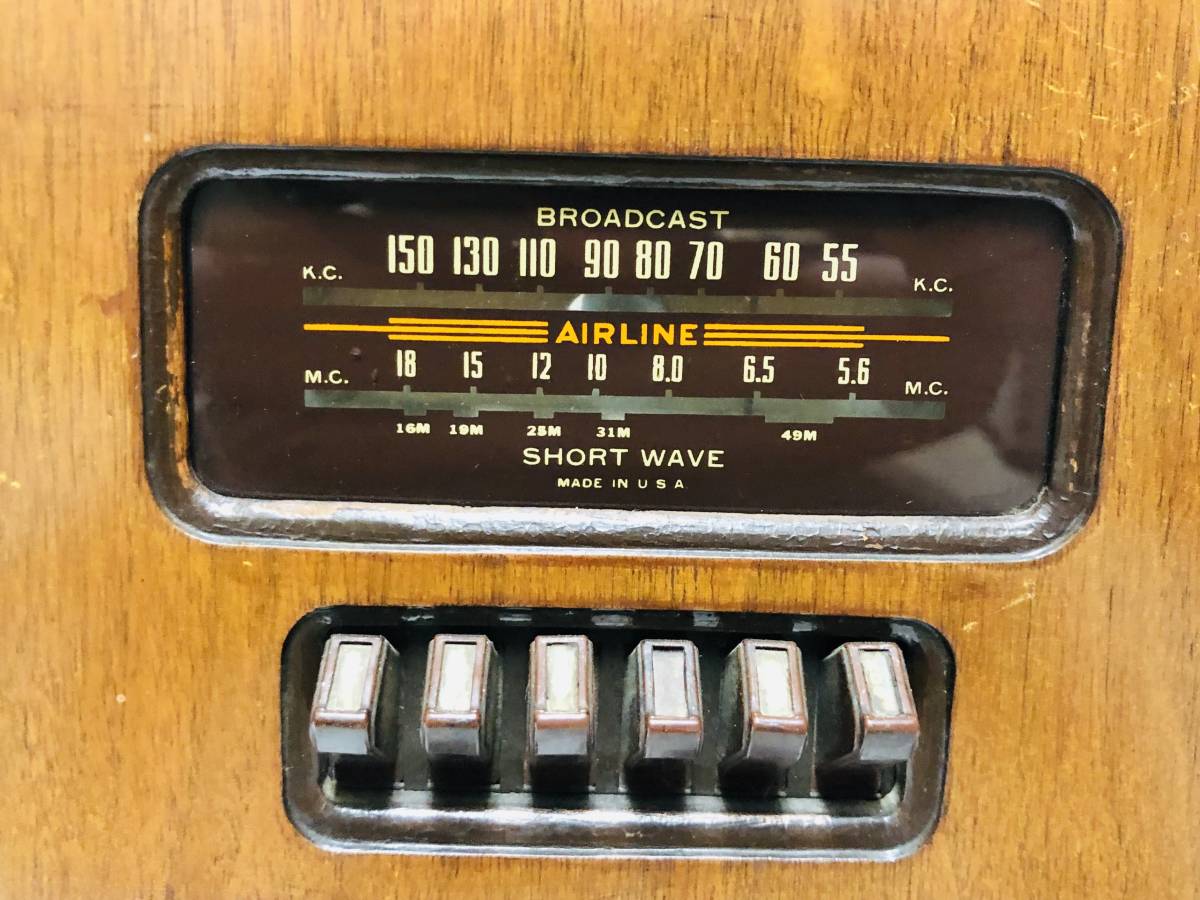 BROADCAST
150 130 110 90 80 70 60 55
K.C. K.C.
AIRLINE
18 15 12 10 8.0 6.5 5.6
M.C. M.C.
16M 19M 25M 31M 49M
SHORT WAVE
MADE IN U S A